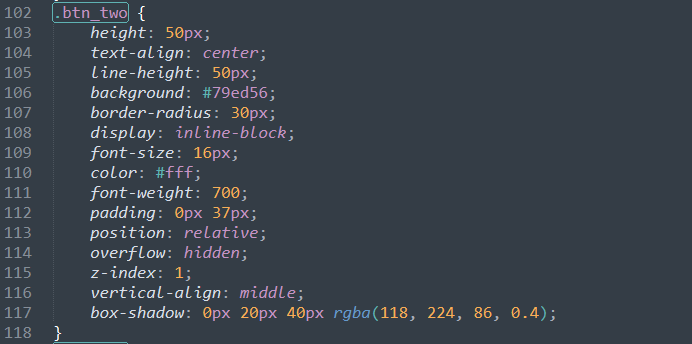 102 .btn_two {
103 height: 50px;
104 text-align: center;
105 line-height: 50px;
106 background: #79ed56;
107 border-radius: 30px;
108 display: inline-block;
109 font-size: 16px;
110 color: #fff;
111 font-weight: 700;
112 padding: 0px 37px;
113 position: relative;
114 overflow: hidden;
115 z-index: 1;
116 vertical-align: middle;
117 box-shadow: 0px 20px 40px rgba(118, 224, 86, 0.4);
118 }